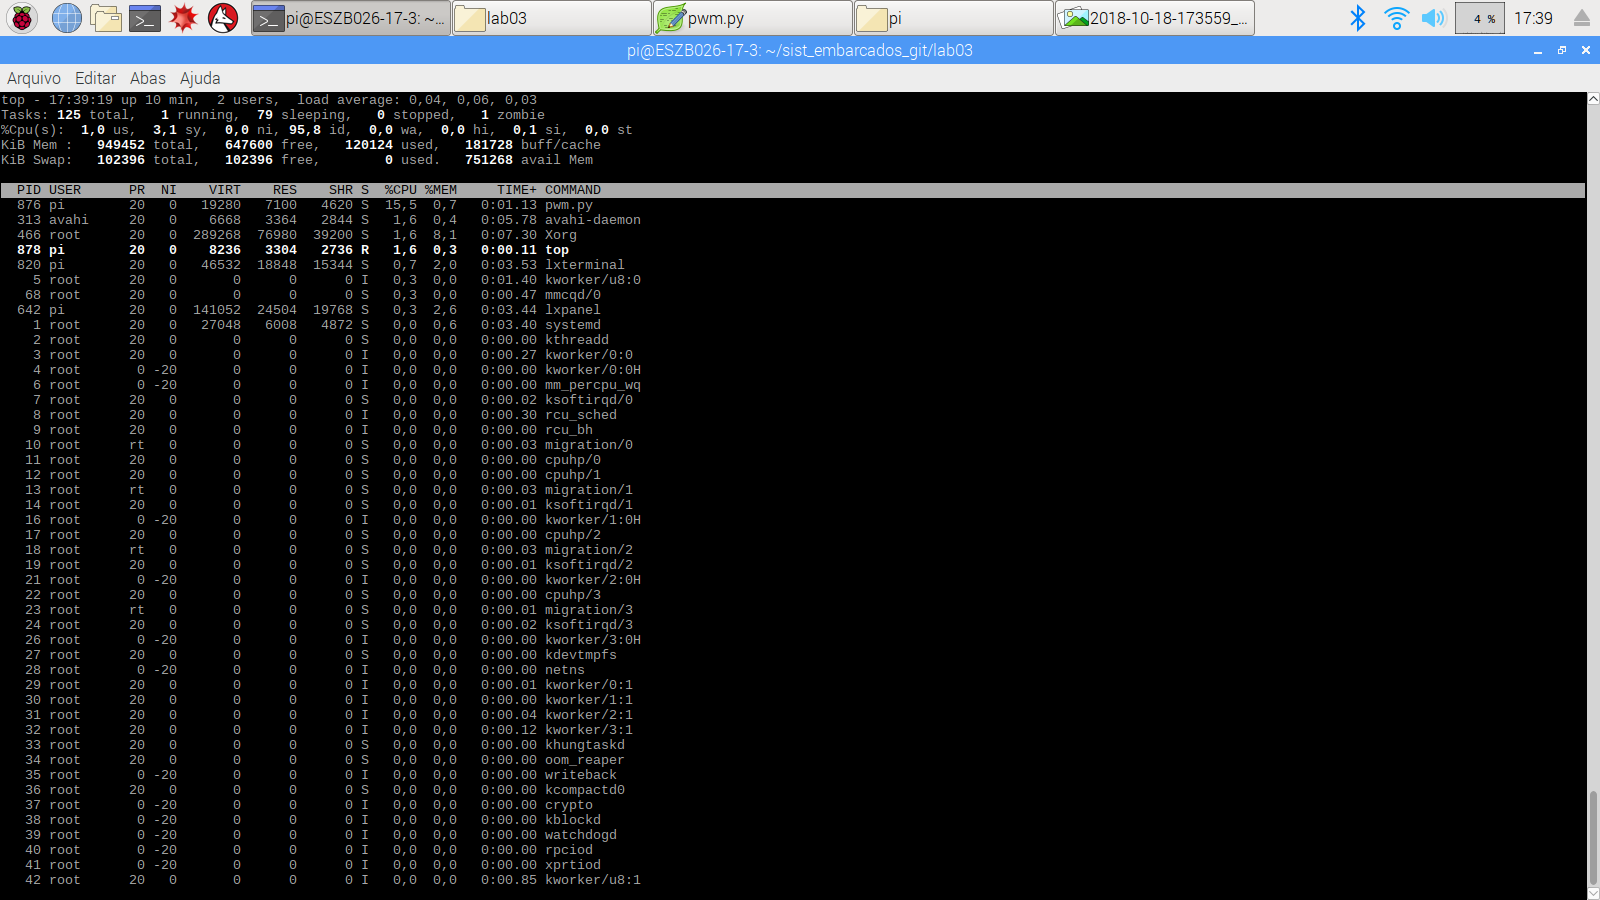 pi@ESZB026-17-3: ~... lab03 pwm.py pi 2018-10-18-173559_... 4 % 17:39
pi@ESZB026-17-3: ~/sist_embarcados_git/lab03
Arquivo Editar Abas Ajuda
top - 17:39:19 up 10 min,  2 users,  load average: 0,04, 0,06, 0,03
Tasks: 125 total,   1 running,  79 sleeping,   0 stopped,   1 zombie
%Cpu(s):  1,0 us,  3,1 sy,  0,0 ni, 95,8 id,  0,0 wa,  0,0 hi,  0,1 si,  0,0 st
KiB Mem :   949452 total,   647600 free,   120124 used,   181728 buff/cache
KiB Swap:   102396 total,   102396 free,        0 used.   751268 avail Mem
PID USER PR NI VIRT RES SHR S %CPU %MEM TIME+ COMMAND
876 pi 20 0 19280 7100 4620 S 15,5 0,7 0:01.13 pwm.py
313 avahi 20 0 6668 3364 2844 S 1,6 0,4 0:05.78 avahi-daemon
466 root 20 0 289268 76980 39200 S 1,6 8,1 0:07.30 Xorg
878 pi 20 0 8236 3304 2736 R 1,6 0,3 0:00.11 top
820 pi 20 0 46532 18848 15344 S 0,7 2,0 0:03.53 lxterminal
5 root 20 0 0 0 0 I 0,3 0,0 0:01.40 kworker/u8:0
68 root 20 0 0 0 0 S 0,3 0,0 0:00.47 mmcqd/0
642 pi 20 0 141052 24504 19768 S 0,3 2,6 0:03.44 lxpanel
1 root 20 0 27048 6008 4872 S 0,0 0,6 0:03.40 systemd
2 root 20 0 0 0 0 S 0,0 0,0 0:00.00 kthreadd
3 root 20 0 0 0 0 I 0,0 0,0 0:00.27 kworker/0:0
4 root 0 -20 0 0 0 I 0,0 0,0 0:00.00 kworker/0:0H
6 root 0 -20 0 0 0 I 0,0 0,0 0:00.00 mm_percpu_wq
7 root 20 0 0 0 0 S 0,0 0,0 0:00.02 ksoftirqd/0
8 root 20 0 0 0 0 I 0,0 0,0 0:00.30 rcu_sched
9 root 20 0 0 0 0 I 0,0 0,0 0:00.00 rcu_bh
10 root rt 0 0 0 0 S 0,0 0,0 0:00.03 migration/0
11 root 20 0 0 0 0 S 0,0 0,0 0:00.00 cpuhp/0
12 root 20 0 0 0 0 S 0,0 0,0 0:00.00 cpuhp/1
13 root rt 0 0 0 0 S 0,0 0,0 0:00.03 migration/1
14 root 20 0 0 0 0 S 0,0 0,0 0:00.01 ksoftirqd/1
16 root 0 -20 0 0 0 I 0,0 0,0 0:00.00 kworker/1:0H
17 root 20 0 0 0 0 S 0,0 0,0 0:00.00 cpuhp/2
18 root rt 0 0 0 0 S 0,0 0,0 0:00.03 migration/2
19 root 20 0 0 0 0 S 0,0 0,0 0:00.01 ksoftirqd/2
21 root 0 -20 0 0 0 I 0,0 0,0 0:00.00 kworker/2:0H
22 root 20 0 0 0 0 S 0,0 0,0 0:00.00 cpuhp/3
23 root rt 0 0 0 0 S 0,0 0,0 0:00.01 migration/3
24 root 20 0 0 0 0 S 0,0 0,0 0:00.02 ksoftirqd/3
26 root 0 -20 0 0 0 I 0,0 0,0 0:00.00 kworker/3:0H
27 root 20 0 0 0 0 S 0,0 0,0 0:00.00 kdevtmpfs
28 root 0 -20 0 0 0 I 0,0 0,0 0:00.00 netns
29 root 20 0 0 0 0 I 0,0 0,0 0:00.01 kworker/0:1
30 root 20 0 0 0 0 I 0,0 0,0 0:00.00 kworker/1:1
31 root 20 0 0 0 0 I 0,0 0,0 0:00.04 kworker/2:1
32 root 20 0 0 0 0 I 0,0 0,0 0:00.12 kworker/3:1
33 root 20 0 0 0 0 S 0,0 0,0 0:00.00 khungtaskd
34 root 20 0 0 0 0 S 0,0 0,0 0:00.00 oom_reaper
35 root 0 -20 0 0 0 I 0,0 0,0 0:00.00 writeback
36 root 20 0 0 0 0 S 0,0 0,0 0:00.00 kcompactd0
37 root 0 -20 0 0 0 I 0,0 0,0 0:00.00 crypto
38 root 0 -20 0 0 0 I 0,0 0,0 0:00.00 kblockd
39 root 0 -20 0 0 0 I 0,0 0,0 0:00.00 watchdogd
40 root 0 -20 0 0 0 I 0,0 0,0 0:00.00 rpciod
41 root 0 -20 0 0 0 I 0,0 0,0 0:00.00 xprtiod
42 root 20 0 0 0 0 I 0,0 0,0 0:00.85 kworker/u8:1